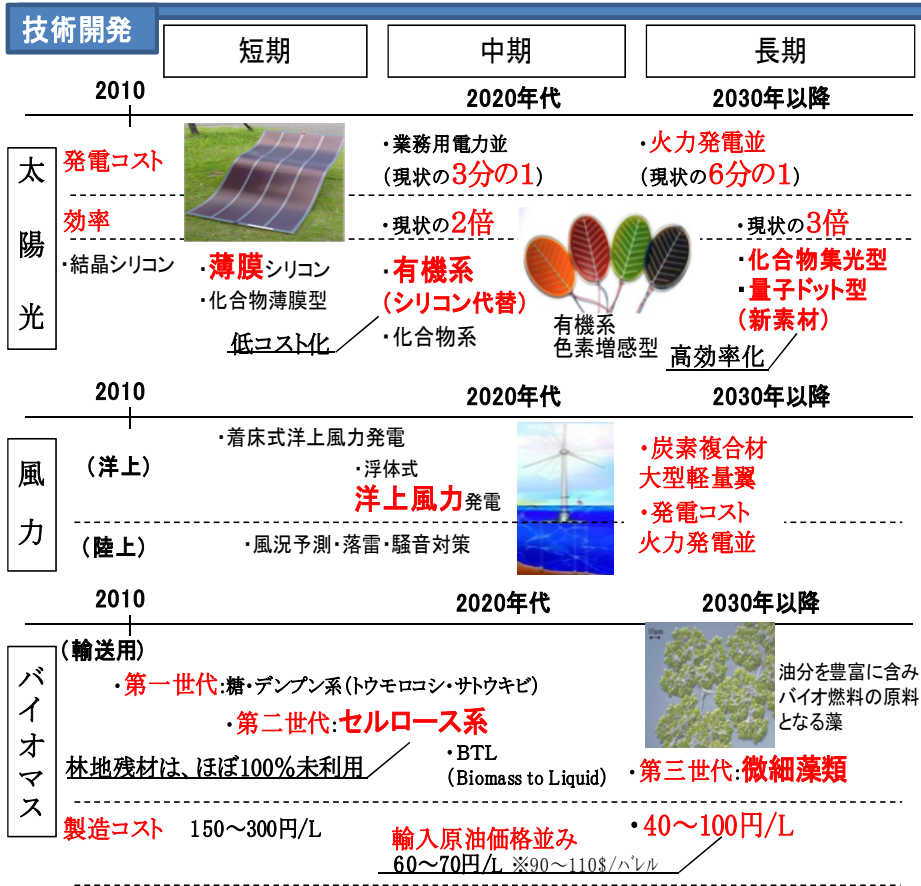 技術開発
短期
中期
長期
2010
2020年代
2030年以降
太陽光
発電コスト
・業務用電力並
(現状の3分の1)
・火力発電並
(現状の6分の1)
効率
・現状の2倍
・現状の3倍
・結晶シリコン
・薄膜シリコン
・化合物薄膜型
低コスト化
・有機系
(シリコン代替)
・化合物系
有機系
色素増感型
・化合物集光型
・量子ドット型
(新素材)
高効率化
2010
2020年代
2030年以降
風力
(洋上)
・着床式洋上風力発電
・浮体式
洋上風力発電
・炭素複合材
大型軽量翼
・発電コスト
火力発電並
(陸上)
・風況予測・落雷・騒音対策
2010
2020年代
2030年以降
バイオマス
(輸送用)
・第一世代:糖・デンプン系(トウモロコシ・サトウキビ)
・第二世代:セルロース系
林地残材は、ほぼ100%未利用
・BTL
(Biomass to Liquid)
油分を豊富に含み
バイオ燃料の原料
となる藻
・第三世代:微細藻類
製造コスト
150～300円/L
輸入原油価格並み
60～70円/L ※90～110$/バレル
・40～100円/L